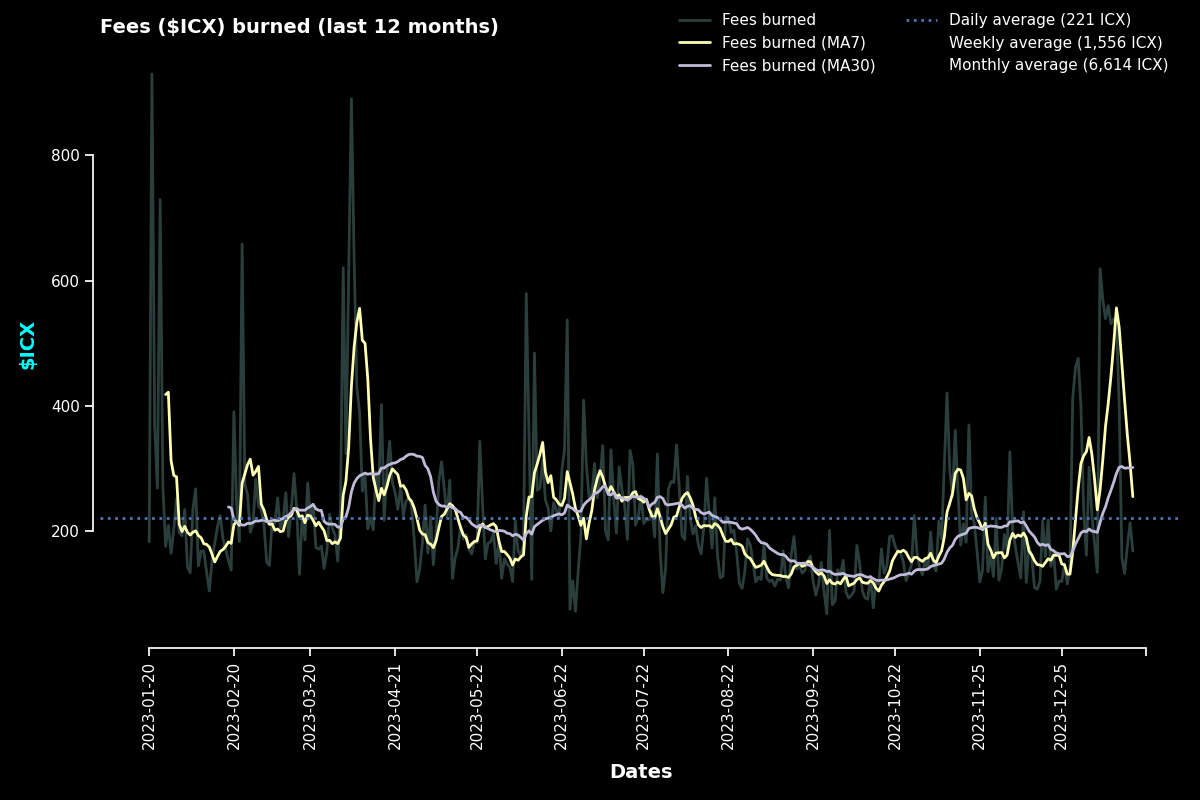 Fees ($ICX) burned (last 12 months)
Fees burned
Fees burned (MA7)
Fees burned (MA30)
Daily average (221 ICX)
Weekly average (1,556 ICX)
Monthly average (6,614 ICX)
$ICX
800
600
400
200
2023-01-20
2023-02-20
2023-03-20
2023-04-21
2023-05-22
2023-06-22
2023-07-22
2023-08-22
2023-09-22
2023-10-22
2023-11-25
2023-12-25
Dates